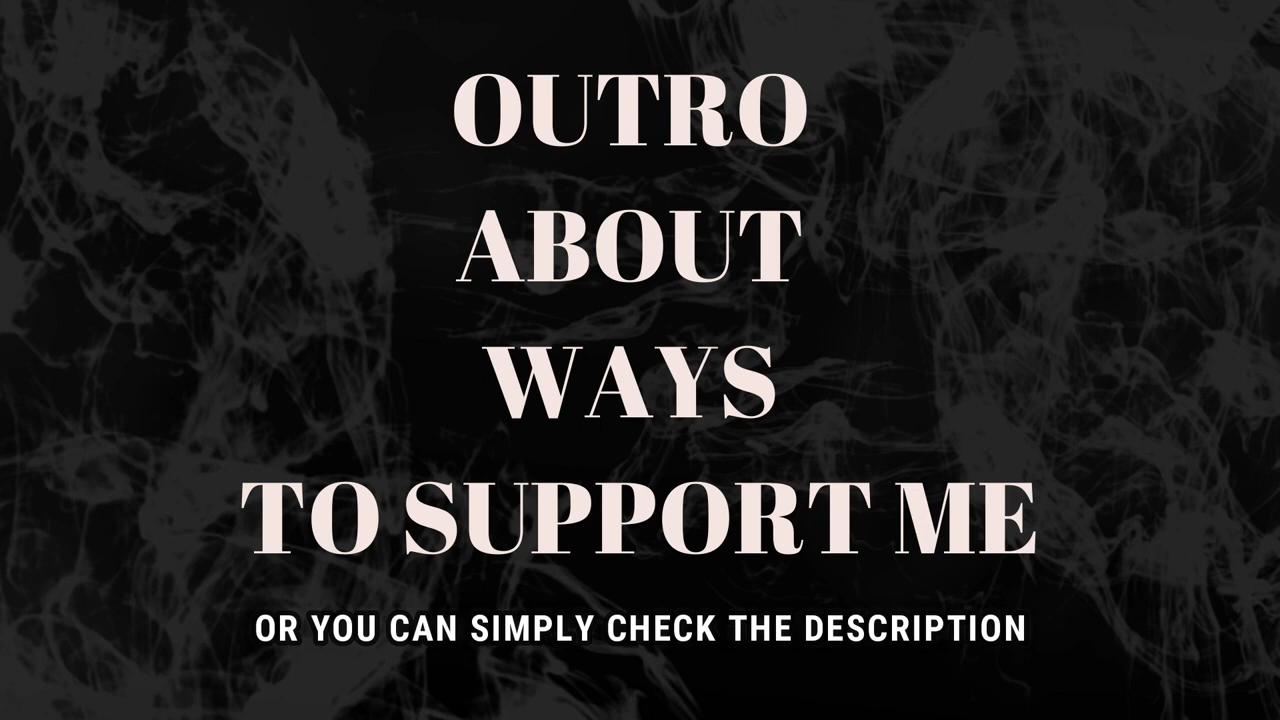 OUTRO
ABOUT
WAYS
TO SUPPORT ME
OR YOU CAN SIMPLY CHECK THE DESCRIPTION